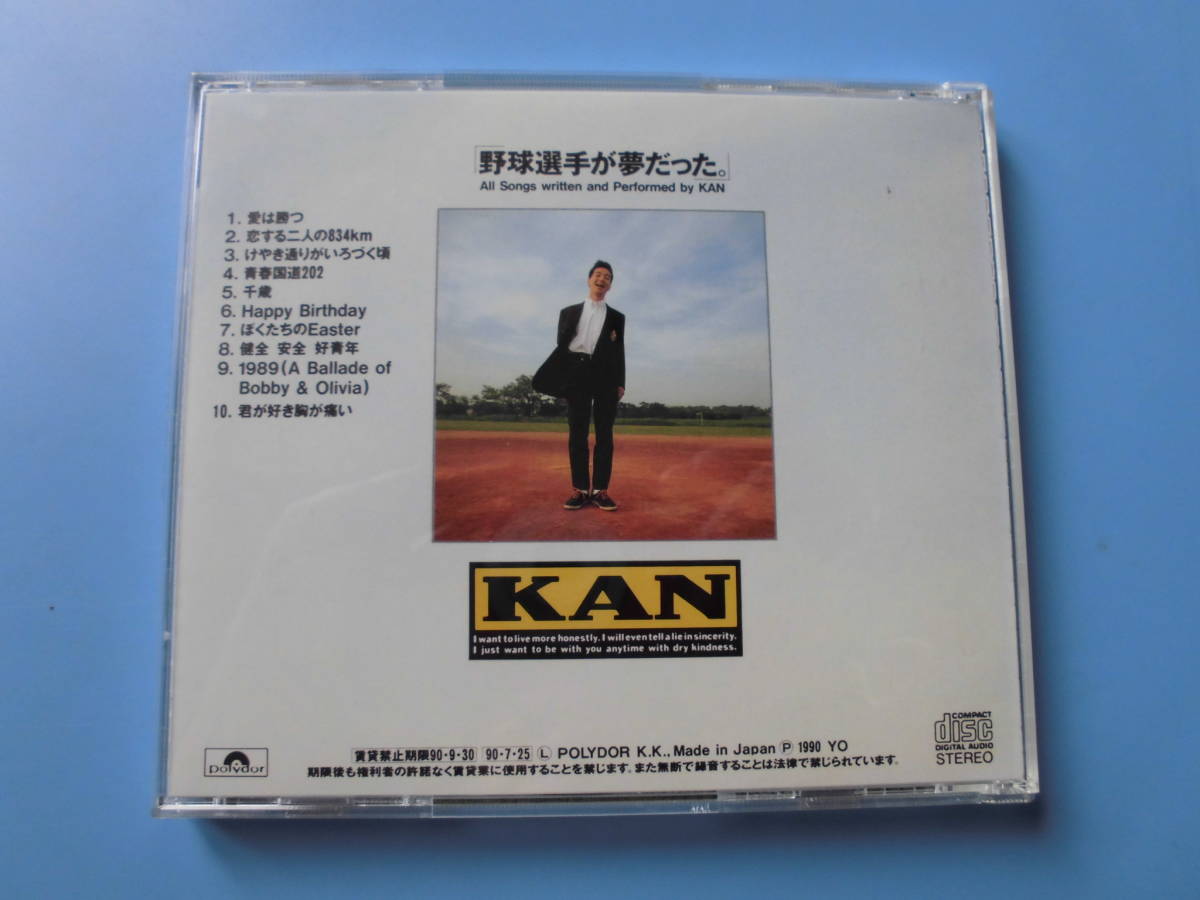 「野球選手が夢だった。」
All Songs written and Performed by KAN
1. 愛は勝つ
2. 恋する二人の834km
3. けやき通りがいろづく頃
4. 青春国道202
5. 千歳
6. Happy Birthday
7. ぼくたちのEaster
8. 健全 安全 好青年
9. 1989(A Ballade of
Bobby & Olivia)
10. 君が好き胸が痛い
KAN
I want to live more honestly. I will even tell a lie in sincerity.
I just want to be with you anytime with dry kindness.
polydor
賃貸禁止期限90・9・30 90・7・25 Ⓛ POLYDOR K.K., Made in Japan Ⓟ 1990 YO
期限後も権利者の許諾なく賃貸業に使用することを禁じます。また無断で録音することは法律で禁じられています。
COMPACT
disc
DIGITAL AUDIO
STEREO